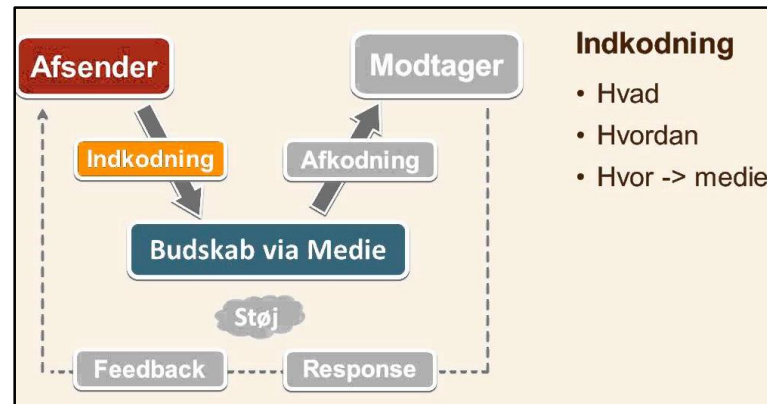 Afsender
Modtager
Indkodning
Afkodning
Budskab via Medie
Støj
Feedback
Response
Indkodning
• Hvad
• Hvordan
• Hvor -> medie